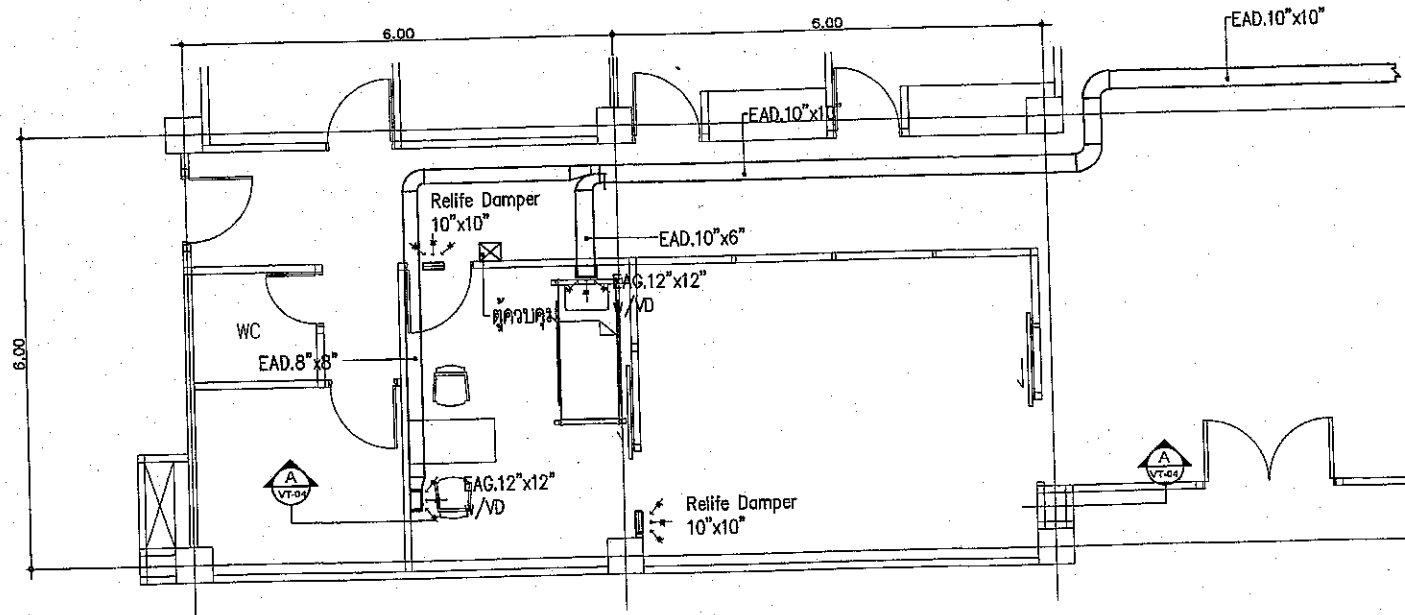 EAD.10"x10"
6.00
6.00
EAD.10"x10"
Relife Damper
10"x10"
EAD.10"x6"
EAG.12"x12"
/VD
ตู้ควบคุม
WC
EAD.8"x8"
6.00
A
VT-04
EAG.12"x12"
/VD
A
VT-04
Relife Damper
10"x10"